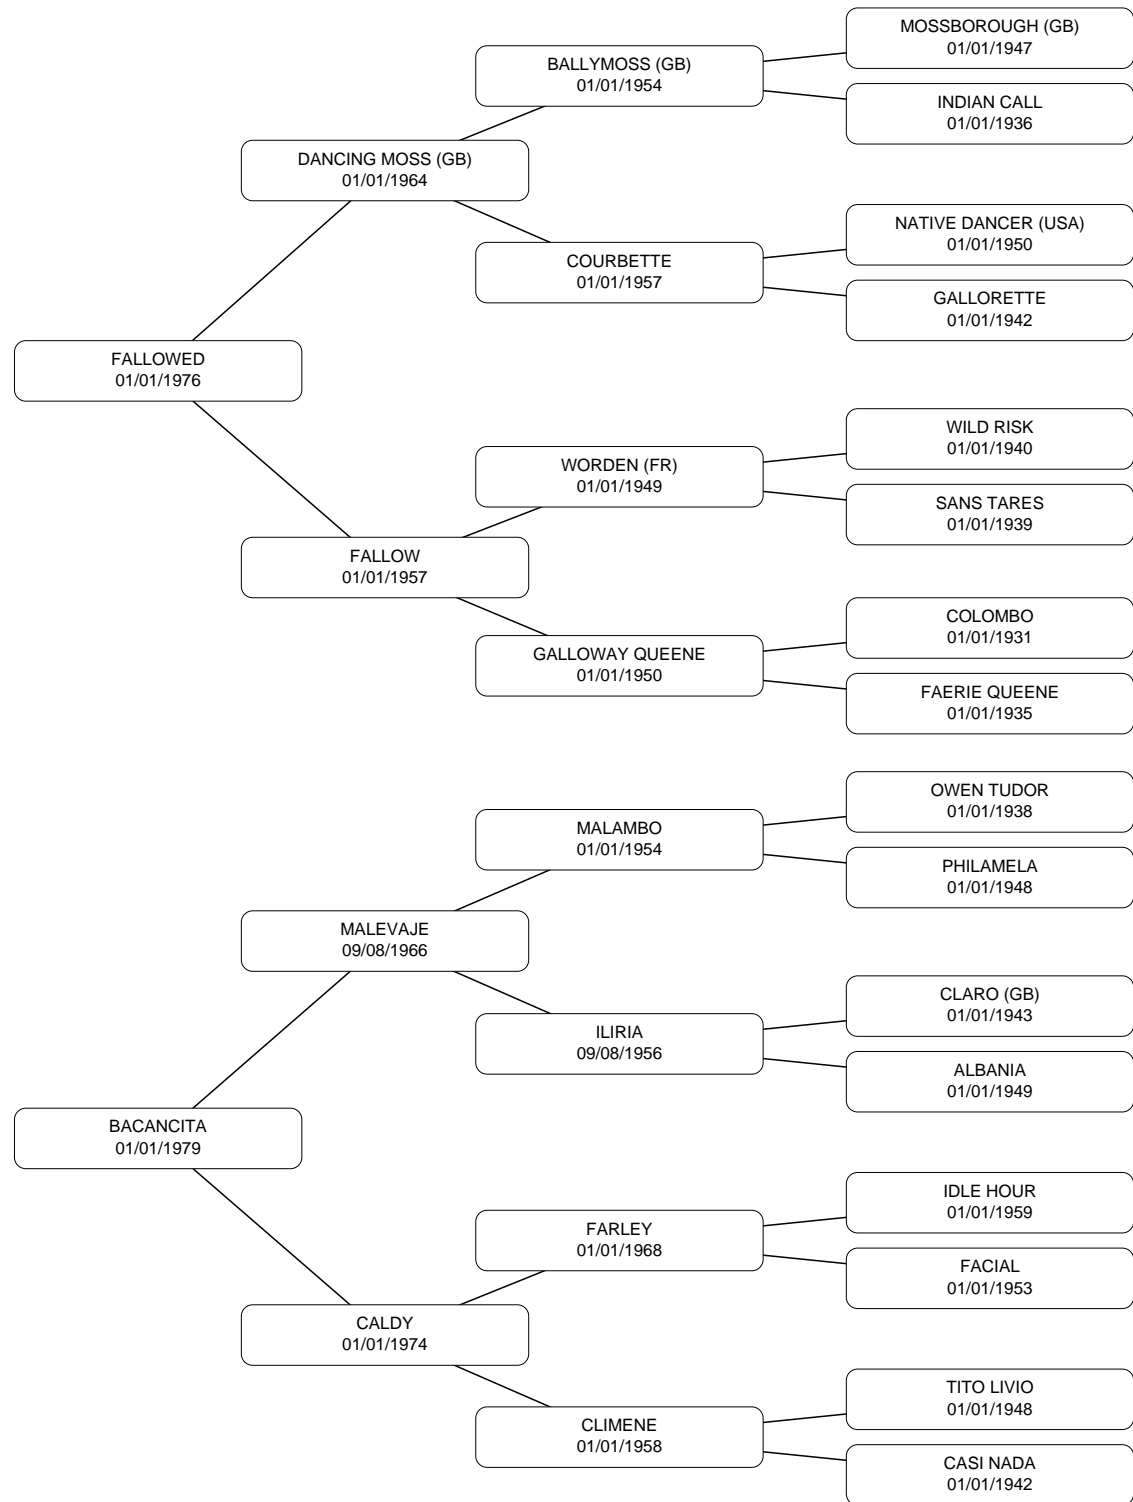 MOSSBOROUGH (GB)
01/01/1947
BALLYMOSS (GB)
01/01/1954
INDIAN CALL
01/01/1936
DANCING MOSS (GB)
01/01/1964
NATIVE DANCER (USA)
01/01/1950
COURBETTE
01/01/1957
GALLORETTE
01/01/1942
FALLOWED
01/01/1976
WILD RISK
01/01/1940
WORDEN (FR)
01/01/1949
SANS TARES
01/01/1939
FALLOW
01/01/1957
COLOMBO
01/01/1931
GALLOWAY QUEENE
01/01/1950
FAERIE QUEENE
01/01/1935
OWEN TUDOR
01/01/1938
MALAMBO
01/01/1954
PHILAMELA
01/01/1948
MALEVAJE
09/08/1966
CLARO (GB)
01/01/1943
ILIRIA
09/08/1956
ALBANIA
01/01/1949
BACANCITA
01/01/1979
IDLE HOUR
01/01/1959
FARLEY
01/01/1968
FACIAL
01/01/1953
CALDY
01/01/1974
TITO LIVIO
01/01/1948
CLIMENE
01/01/1958
CASI NADA
01/01/1942